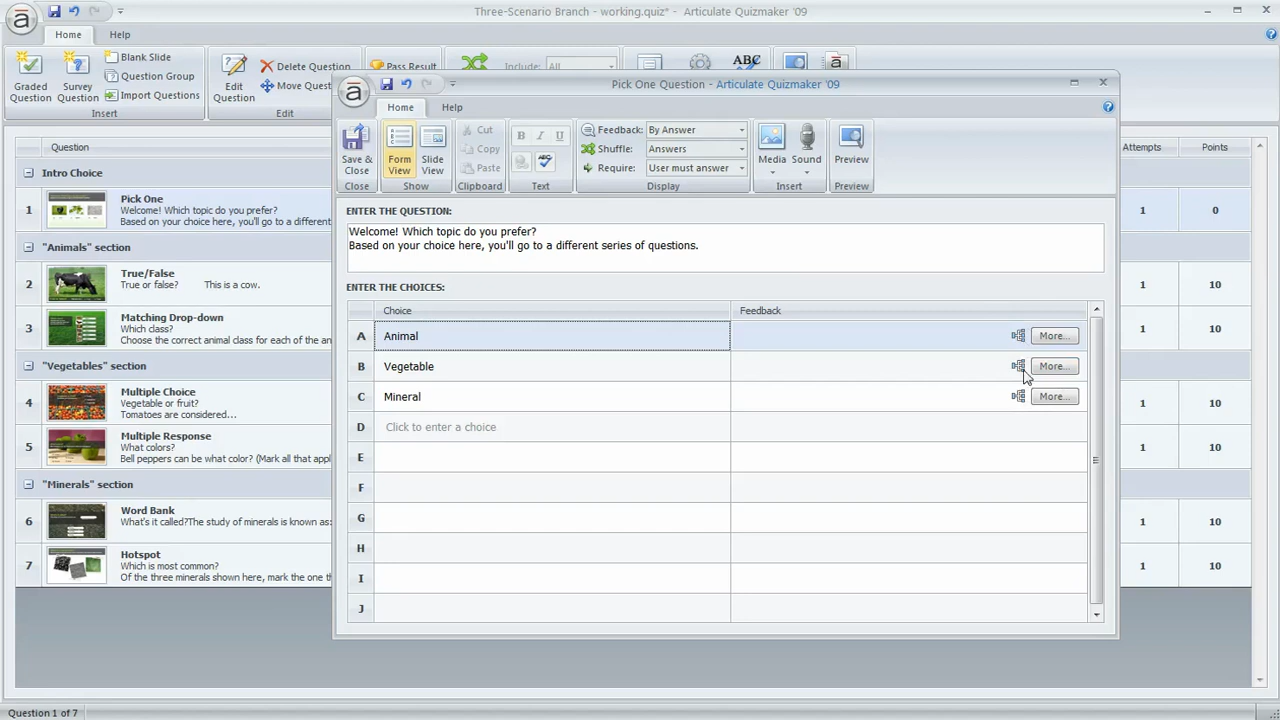 Three-Scenario Branch - working.quiz* - Articulate Quizmaker '09
Home
Help
Graded Question
Survey Question
Blank Slide
Question Group
Import Questions
Insert
Edit Question
Delete Question
Move Quest
Edit
Pass Result
Include: All
ABC
Pick One Question - Articulate Quizmaker '09
Home
Help
Save & Close
Close
Form View
Slide View
Show
Cut
Copy
Paste
Clipboard
B I U
ABC
Text
Feedback: By Answer
Shuffle: Answers
Require: User must answer
Display
Media
Sound
Insert
Preview
Preview
ENTER THE QUESTION:
Welcome! Which topic do you prefer?
Based on your choice here, you'll go to a different series of questions.
ENTER THE CHOICES:
Choice Feedback
A Animal More...
B Vegetable More...
C Mineral More...
D Click to enter a choice
E
F
G
H
I
J
Question Attempts Points
Intro Choice
1 Pick One 1 0
Welcome! Which topic do you prefer?
Based on your choice here, you'll go to a different
"Animals" section
2 True/False 1 10
True or false? This is a cow.
3 Matching Drop-down 1 10
Which class?
Choose the correct animal class for each of the an
"Vegetables" section
4 Multiple Choice 1 10
Vegetable or fruit?
Tomatoes are considered...
5 Multiple Response 1 10
What colors?
Bell peppers can be what color? (Mark all that appl
"Minerals" section
6 Word Bank 1 10
What's it called?The study of minerals is known as:
7 Hotspot 1 10
Which is most common?
Of the three minerals shown here, mark the one th
Question 1 of 7